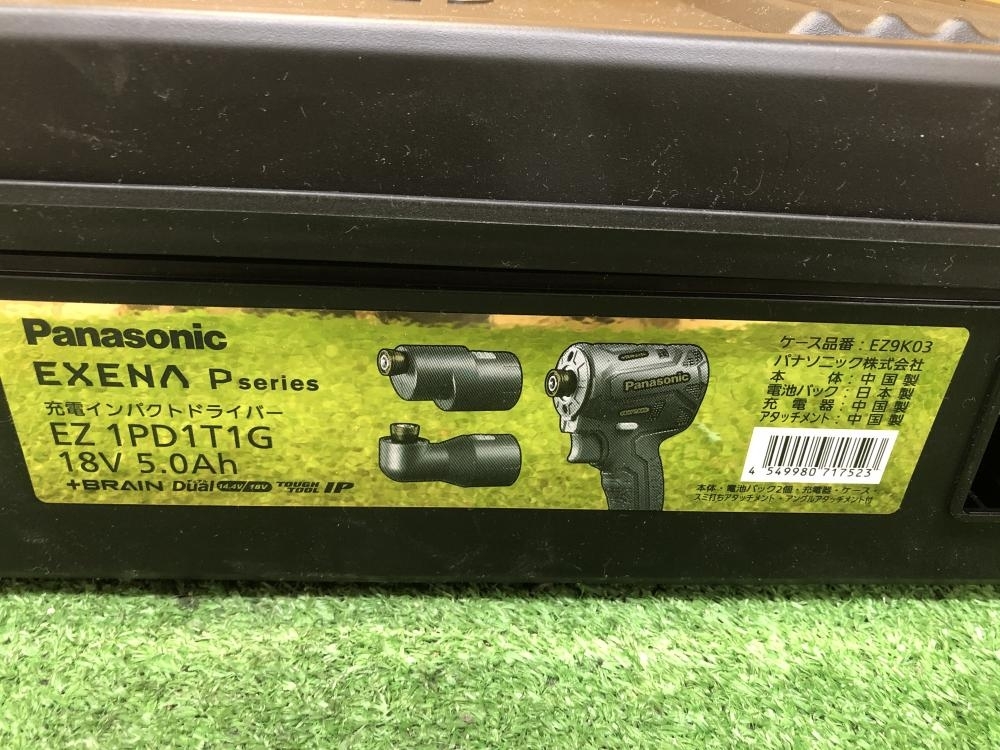 Panasonic
EXENA P series
充電インパクトドライバー
EZ 1PD1T1G
18V 5.0Ah
+BRAIN Dual 14.4V/18V TOUGH TOOL IP
Panasonic
ケース品番：EZ9K03
パナソニック株式会社
本体：中国製
電池パック：日本製
充電器：中国製
アタッチメント：中国製
4 549980 717523
本体・電池パック2個・充電器・ケース
スミ打ちアタッチメント・アングルアタッチメント付